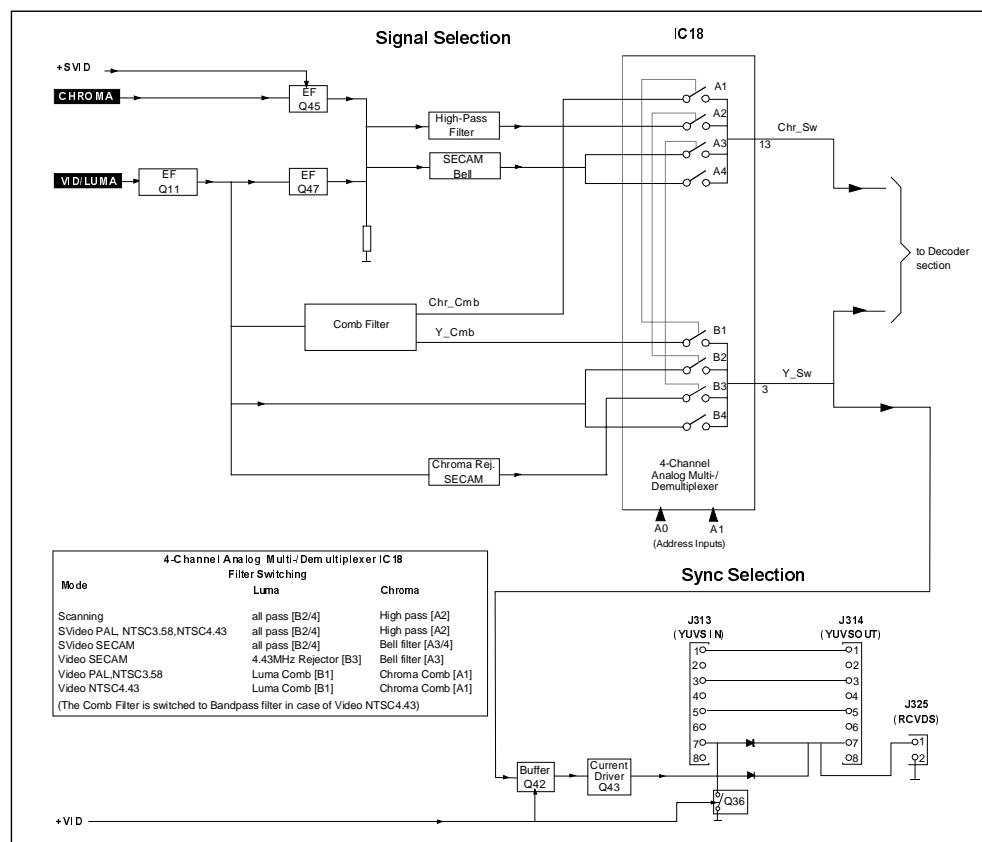 Signal Selection
IC18
+SVID
CHROMA
EF
Q45
High-Pass
Filter
SECAM
Bell
VID/LUMA
EF
Q11
EF
Q47
A1
A2
A3
A4
13
Chr_Sw
to Decoder
section
Comb Filter
Chr_Cmb
Y_Cmb
B1
B2
B3
B4
3
Y_Sw
Chroma Rej.
SECAM
4-Channel
Analog Multi-/
Demultiplexer
A0
A1
(Address Inputs)
4-Channel Analog Multi-/Demultiplexer IC18
Filter Switching
Mode Luma Chroma
Scanning all pass [B2/4] High pass [A2]
SVideo PAL, NTSC3.58,NTSC4.43 all pass [B2/4] High pass [A2]
SVideo SECAM all pass [B2/4] Bell filter [A3/4]
Video SECAM 4.43MHz Rejector [B3] Bell filter [A3]
Video PAL,NTSC3.58 Luma Comb [B1] Chroma Comb [A1]
Video NTSC4.43 Luma Comb [B1] Chroma Comb [A1]
(The Comb Filter is switched to Bandpass filter in case of Video NTSC4.43)
Sync Selection
J313
(YUVSIN)
1
2
3
4
5
6
7
8
J314
(YUVSOUT)
1
2
3
4
5
6
7
8
J325
(RCVDS)
1
2
Buffer
Q42
Current
Driver
Q43
Q36
+VID